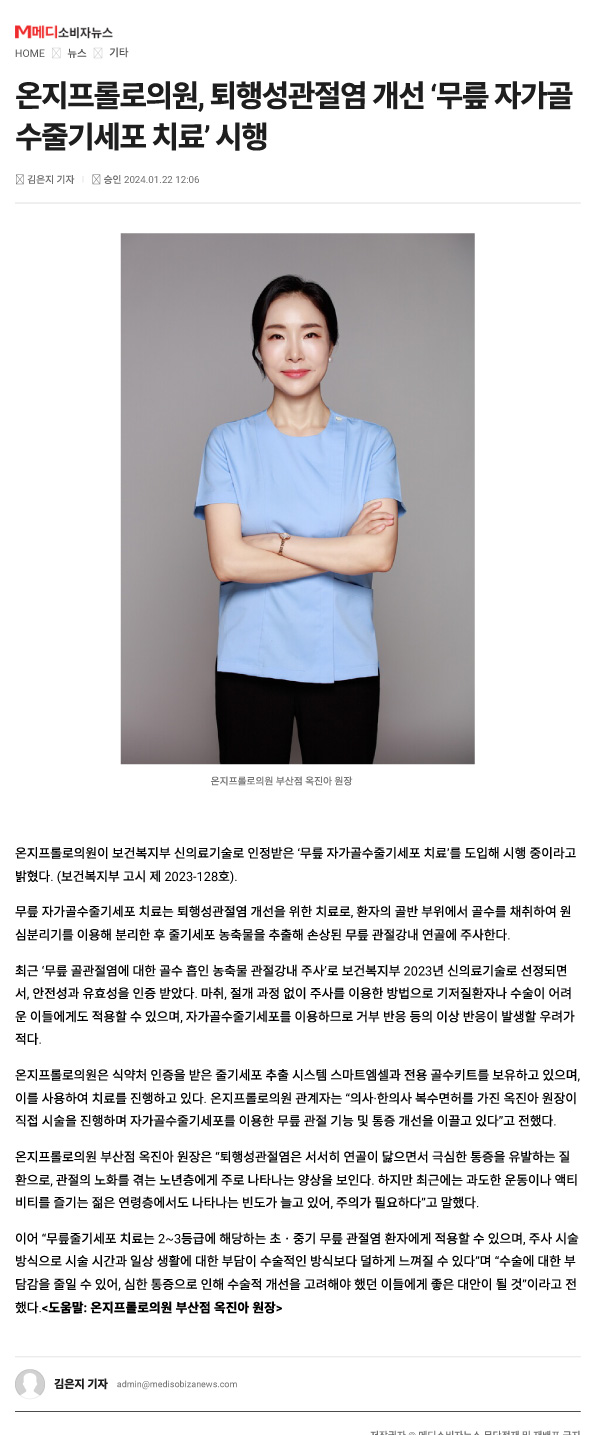 M메디소비자뉴스
HOME 뉴스 기타
온지프롤로의원, 퇴행성관절염 개선 ‘무릎 자가골
수줄기세포 치료’ 시행
김은지 기자 승인 2024.01.22 12:06
온지프롤로의원 부산점 옥진아 원장
온지프롤로의원이 보건복지부 신의료기술로 인정받은 ‘무릎 자가골수줄기세포 치료’를 도입해 시행 중이라고
밝혔다. (보건복지부 고시 제 2023-128호).
무릎 자가골수줄기세포 치료는 퇴행성관절염 개선을 위한 치료로, 환자의 골반 부위에서 골수를 채취하여 원
심분리기를 이용해 분리한 후 줄기세포 농축물을 추출해 손상된 무릎 관절강내 연골에 주사한다.
최근 ‘무릎 골관절염에 대한 골수 흡인 농축물 관절강내 주사’로 보건복지부 2023년 신의료기술로 선정되면
서, 안전성과 유효성을 인증 받았다. 마취, 절개 과정 없이 주사를 이용한 방법으로 기저질환자나 수술이 어려
운 이들에게도 적용할 수 있으며, 자가골수줄기세포를 이용하므로 거부 반응 등의 이상 반응이 발생할 우려가
적다.
온지프롤로의원은 식약처 인증을 받은 줄기세포 추출 시스템 스마트엠셀과 전용 골수키트를 보유하고 있으며,
이를 사용하여 치료를 진행하고 있다. 온지프롤로의원 관계자는 “의사·한의사 복수면허를 가진 옥진아 원장이
직접 시술을 진행하며 자가골수줄기세포를 이용한 무릎 관절 기능 및 통증 개선을 이끌고 있다”고 전했다.
온지프롤로의원 부산점 옥진아 원장은 “퇴행성관절염은 서서히 연골이 닳으면서 극심한 통증을 유발하는 질
환으로, 관절의 노화를 겪는 노년층에게 주로 나타나는 양상을 보인다. 하지만 최근에는 과도한 운동이나 액티
비티를 즐기는 젊은 연령층에서도 나타나는 빈도가 늘고 있어, 주의가 필요하다”고 말했다.
이어 “무릎줄기세포 치료는 2~3등급에 해당하는 초ㆍ중기 무릎 관절염 환자에게 적용할 수 있으며, 주사 시술
방식으로 시술 시간과 일상 생활에 대한 부담이 수술적인 방식보다 덜하게 느껴질 수 있다”며 “수술에 대한 부
담감을 줄일 수 있어, 심한 통증으로 인해 수술적 개선을 고려해야 했던 이들에게 좋은 대안이 될 것”이라고 전
했다.<도움말: 온지프롤로의원 부산점 옥진아 원장>
김은지 기자 admin@medisobizanews.com
저작권자 © 메디소비자뉴스 무단전재 및 재배포 금지